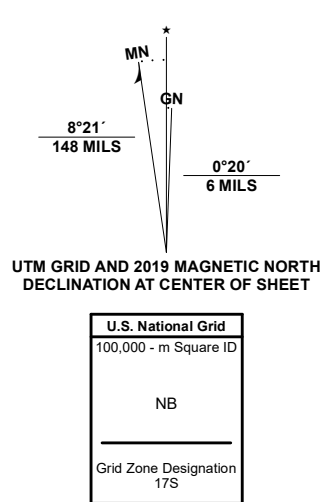 ★
MN
GN
8°21´
148 MILS
0°20´
6 MILS
UTM GRID AND 2019 MAGNETIC NORTH
DECLINATION AT CENTER OF SHEET
U.S. National Grid
100,000 - m Square ID
NB
Grid Zone Designation
17S